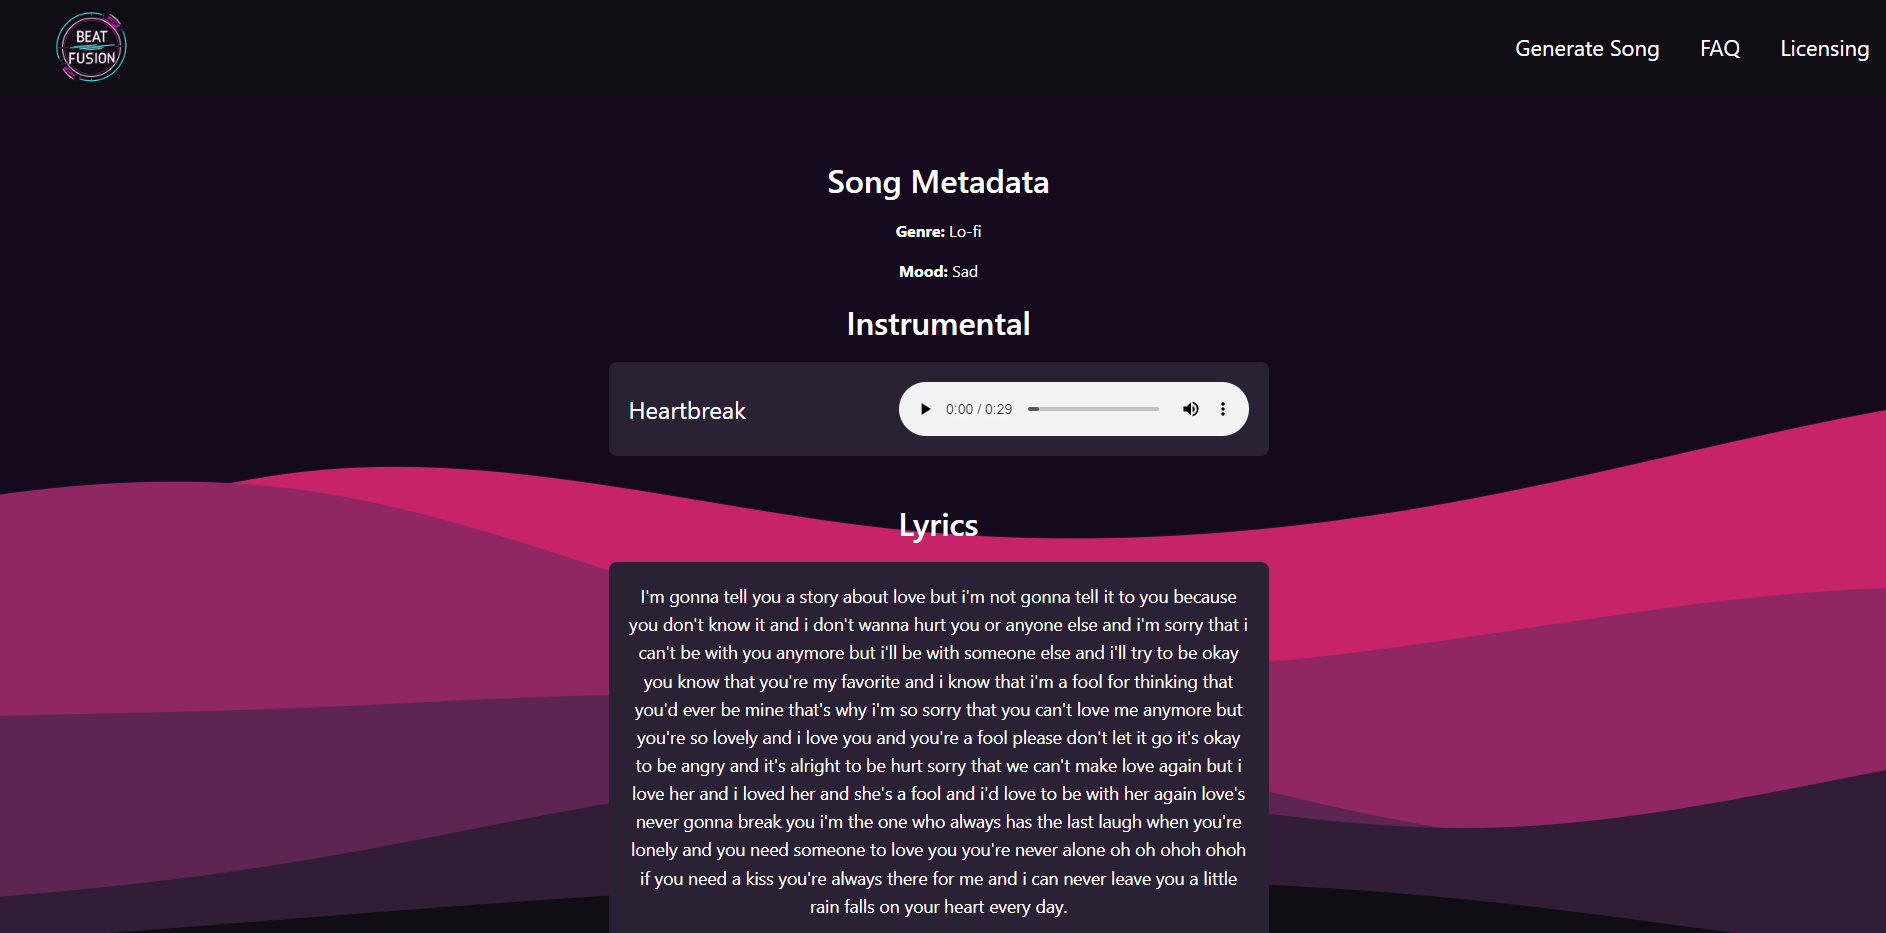 BEAT
FUSION
Generate Song
FAQ
Licensing
Song Metadata
Genre: Lo-fi
Mood: Sad
Instrumental
Heartbreak
0:00 / 0:29
Lyrics
I'm gonna tell you a story about love but i'm not gonna tell it to you because
you don't know it and i don't wanna hurt you or anyone else and i'm sorry that i
can't be with you anymore but i'll be with someone else and i'll try to be okay
you know that you're my favorite and i know that i'm a fool for thinking that
you'd ever be mine that's why i'm so sorry that you can't love me anymore but
you're so lovely and i love you and you're a fool please don't let it go it's okay
to be angry and it's alright to be hurt sorry that we can't make love again but i
love her and i loved her and she's a fool and i'd love to be with her again love's
never gonna break you i'm the one who always has the last laugh when you're
lonely and you need someone to love you you're never alone oh oh ohoh ohoh
if you need a kiss you're always there for me and i can never leave you a little
rain falls on your heart every day.